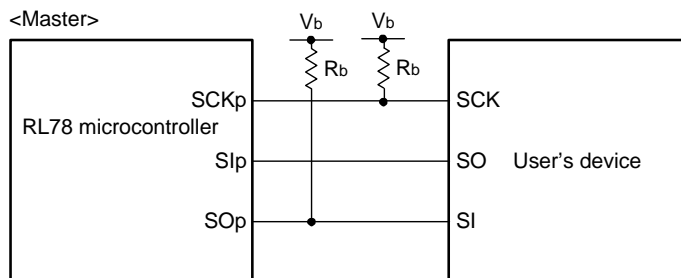 <Master>
Vb Vb
Rb Rb
SCKp SCK
RL78 microcontroller
SIp SO User's device
SOp SI